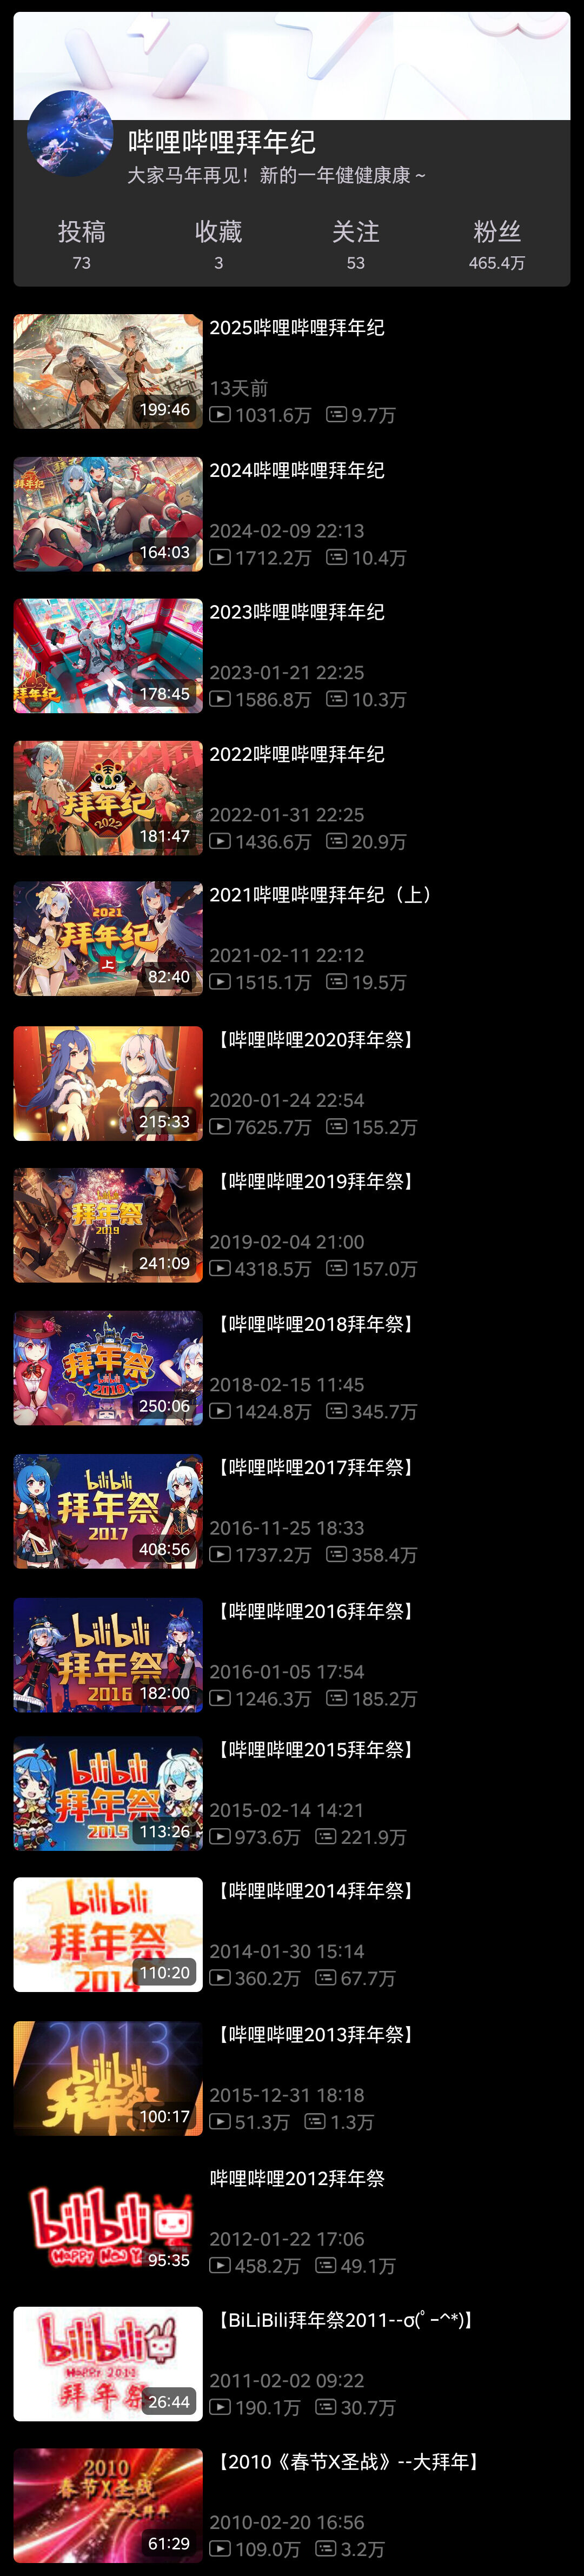 哔哩哔哩拜年纪
大家马年再见！新的一年健健康康～
投稿 收藏 关注 粉丝
73 3 53 465.4万
2025哔哩哔哩拜年纪
13天前
199:46 1031.6万 9.7万
拜年纪
2024哔哩哔哩拜年纪
2024-02-09 22:13
164:03 1712.2万 10.4万
2023哔哩哔哩拜年纪
2023-01-21 22:25
拜年纪
178:45 1586.8万 10.3万
2022哔哩哔哩拜年纪
拜年纪
2022
2022-01-31 22:25
181:47 1436.6万 20.9万
2021哔哩哔哩拜年纪（上）
2021
拜年纪
上
2021-02-11 22:12
82:40 1515.1万 19.5万
【哔哩哔哩2020拜年祭】
2020-01-24 22:54
215:33 7625.7万 155.2万
【哔哩哔哩2019拜年祭】
bilibili
拜年祭
2019
2019-02-04 21:00
241:09 4318.5万 157.0万
【哔哩哔哩2018拜年祭】
拜年祭
bilibili
2018
2018-02-15 11:45
250:06 1424.8万 345.7万
【哔哩哔哩2017拜年祭】
bilibili
拜年祭
2017
2016-11-25 18:33
408:56 1737.2万 358.4万
【哔哩哔哩2016拜年祭】
bilibili
拜年祭
2016
2016-01-05 17:54
182:00 1246.3万 185.2万
【哔哩哔哩2015拜年祭】
bilibili
拜年祭
2015
2015-02-14 14:21
113:26 973.6万 221.9万
【哔哩哔哩2014拜年祭】
bilibili
拜年祭
2014
2014-01-30 15:14
110:20 360.2万 67.7万
【哔哩哔哩2013拜年祭】
2013
bilibili
拜年祭
2015-12-31 18:18
100:17 51.3万 1.3万
哔哩哔哩2012拜年祭
bilibili
Happy New Y
2012-01-22 17:06
95:35 458.2万 49.1万
【BiLiBili拜年祭2011--σ(ﾟｰ^*)】
bilibili
Happy 2011
拜年祭
2011-02-02 09:22
26:44 190.1万 30.7万
【2010《春节X圣战》--大拜年】
2010
春节X圣战
大拜年
2010-02-20 16:56
61:29 109.0万 3.2万